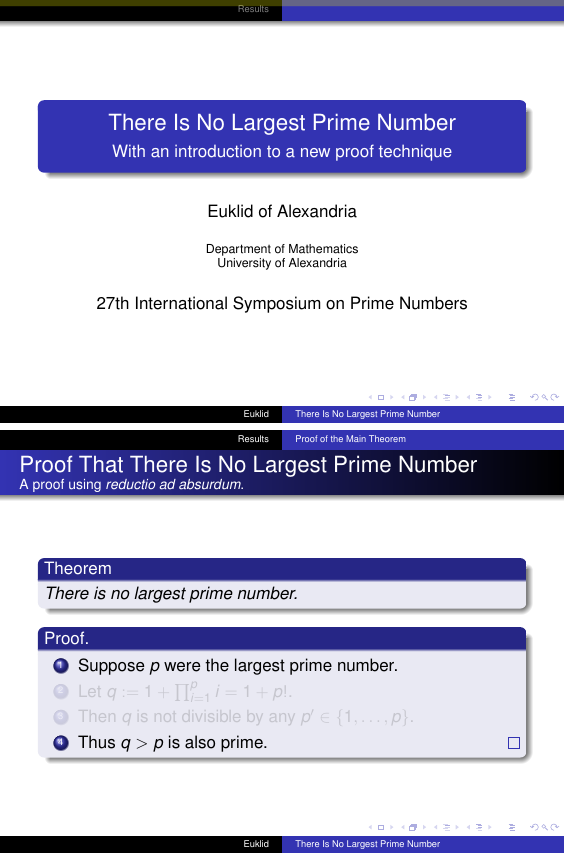 Results
There Is No Largest Prime Number
With an introduction to a new proof technique
Euklid of Alexandria
Department of Mathematics
University of Alexandria
27th International Symposium on Prime Numbers
Euklid There Is No Largest Prime Number
Results Proof of the Main Theorem
Proof That There Is No Largest Prime Number
A proof using reductio ad absurdum.
Theorem
There is no largest prime number.
Proof.
1 Suppose p were the largest prime number.
2 Let q := 1 + ∏ᵖᵢ₌₁ i = 1 + p!.
3 Then q is not divisible by any p′ ∈ {1, . . . , p}.
4 Thus q > p is also prime.
Euklid There Is No Largest Prime Number